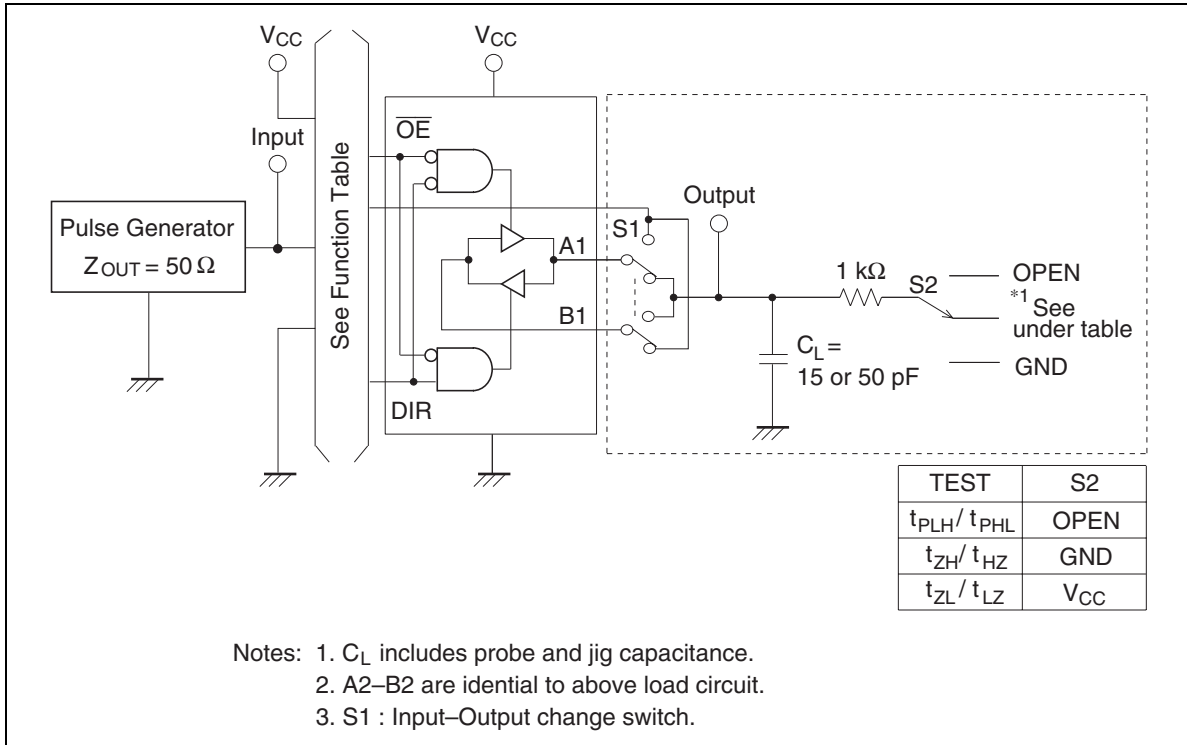 VCC
VCC
Input
OE
See Function Table
Pulse Generator
ZOUT = 50 Ω
Output
S1
A1
B1
DIR
1 kΩ
S2
OPEN
*1 See
under table
GND
CL =
15 or 50 pF
TEST S2
tPLH / tPHL OPEN
tZH / tHZ GND
tZL / tLZ VCC
Notes: 1. CL includes probe and jig capacitance.
2. A2–B2 are idential to above load circuit.
3. S1 : Input–Output change switch.